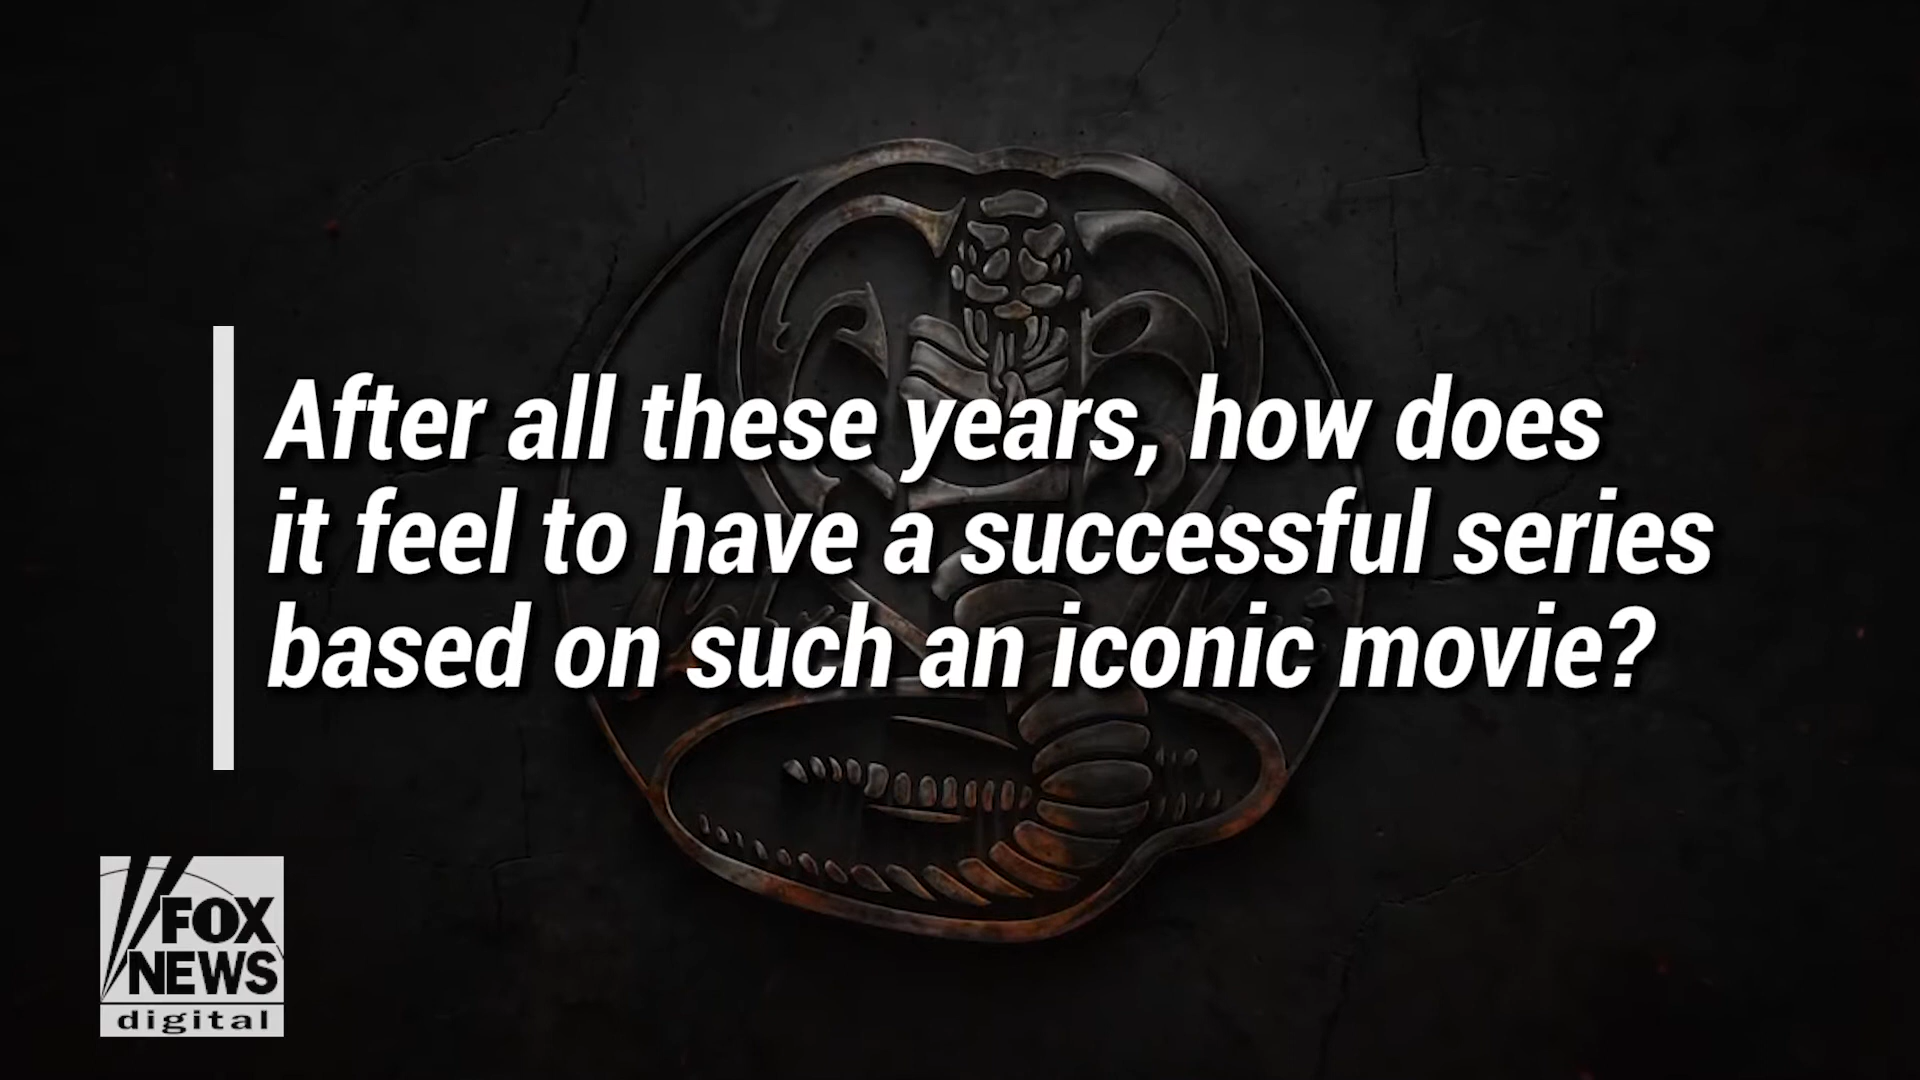 After all these years, how does
it feel to have a successful series
based on such an iconic movie?
FOX
NEWS
digital